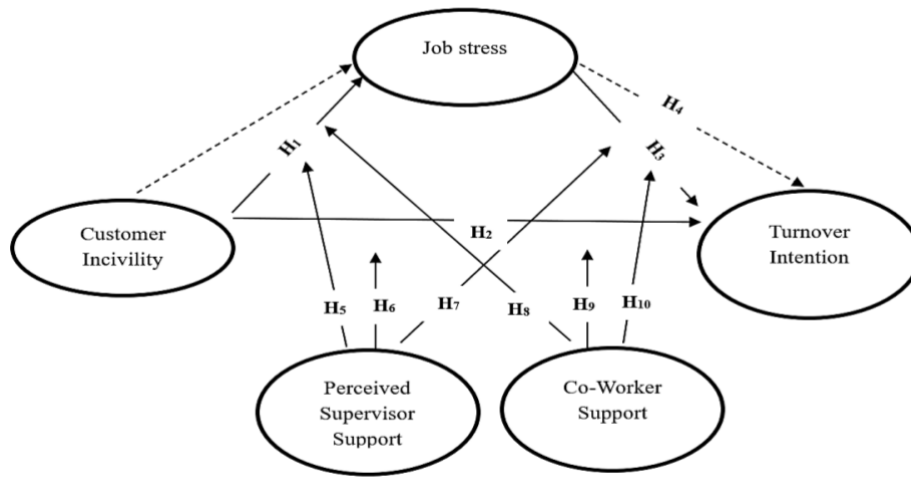 Job stress
H4
H1
H3
Customer
Incivility
H2
Turnover
Intention
H5
H6
H7
H8
H9
H10
Perceived
Supervisor
Support
Co-Worker
Support